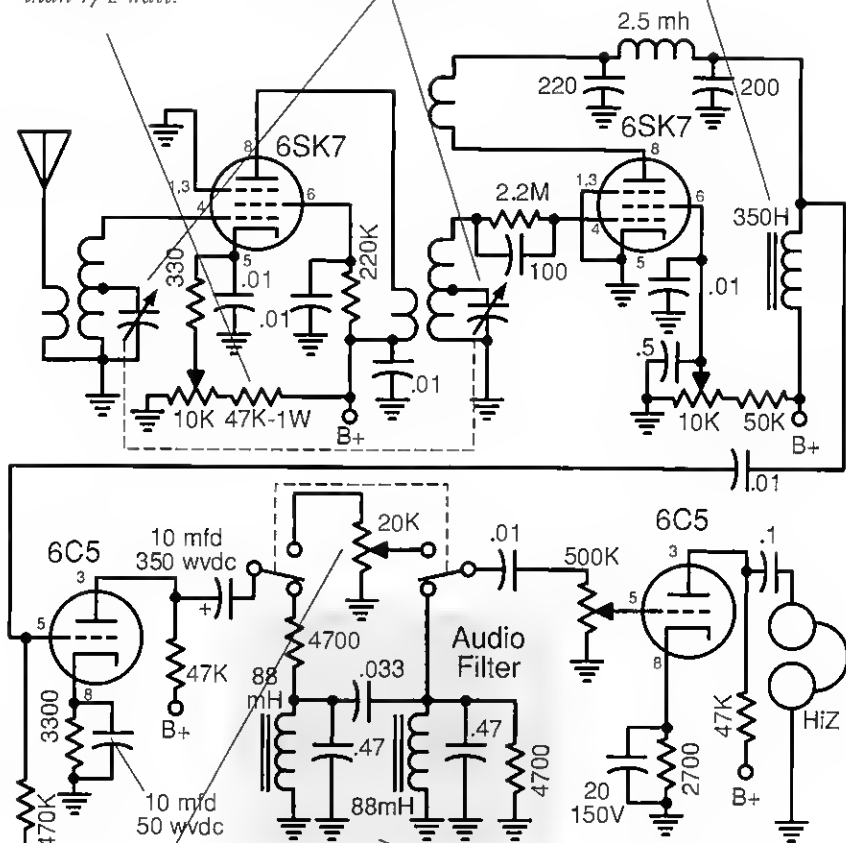 than 1/2 watt.
2.5 mh
220
200
6SK7
6SK7
8
8
1,3
6
4
5
1,3
6
4
5
2.2M
100
350H
330
.01
.01
220K
.01
.01
.5
10K
47K-1W
B+
10K
50K
B+
.01
6C5
10 mfd
350 wvdc
20K
.01
500K
6C5
.1
3
5
8
+
3
5
8
47K
B+
4700
88
mH
.033
Audio
Filter
3300
470K
10 mfd
50 wvdc
.47
88mH
.47
4700
20
150V
2700
47K
B+
HiZ